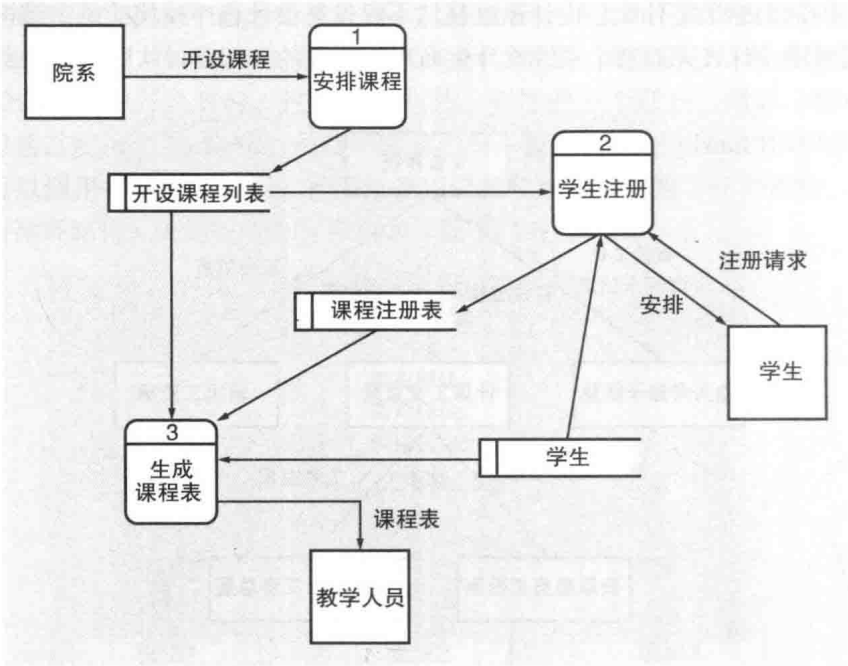 院系
开设课程
1
安排课程
2
学生注册
开设课程列表
注册请求
课程注册表
安排
学生
3
生成
课程表
学生
课程表
教学人员